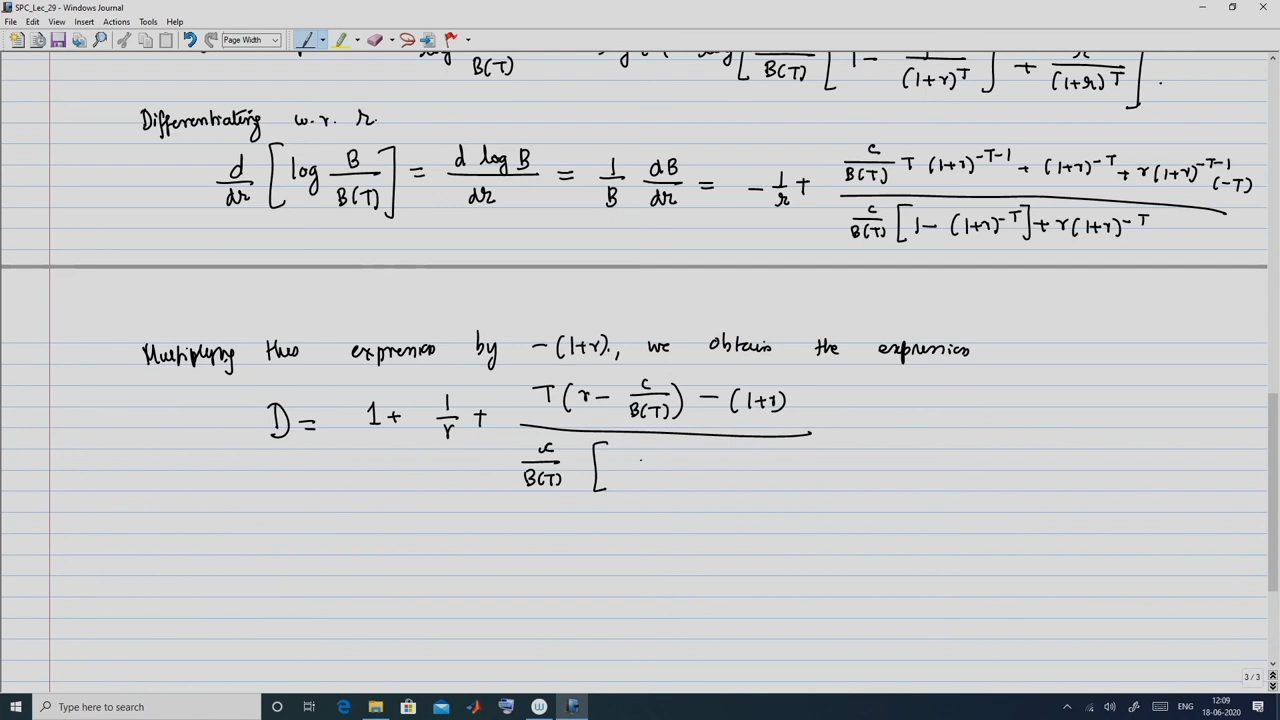 SPC_Lec_29 - Windows Journal
File Edit View Insert Actions Tools Help
Page Width
B(T) B(T) [ 1 - (1+r)^T ] + (1+r)^T ] .
Differentiating w.r. r.
d/dr [ log B/B(T) ] = d log B/dr = 1/B dB/dr = - 1/r + (c/B(T) T (1+r)^{-T-1} + (1+r)^{-T} + r(1+r)^{-T-1} (-T)) / (c/B(T) [ 1 - (1+r)^{-T} ] + r(1+r)^{-T})
Multiplying this expression by -(1+r), we obtain the expression
D = 1 + 1/r + (T(r - c/B(T)) - (1+r)) / (c/B(T) [
3 / 3
Type here to search
ENG
12:09
18-06-2020